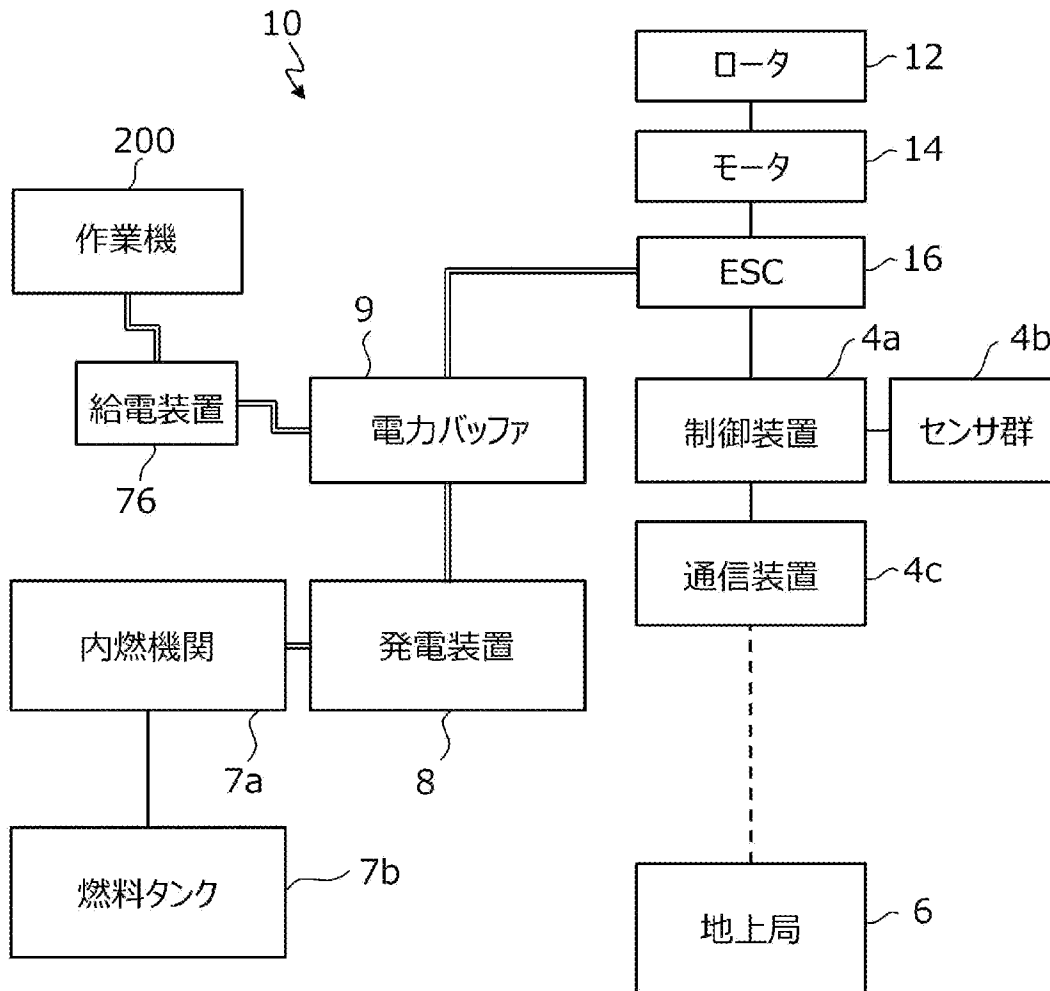 10
ロータ
12
200
モータ
14
作業機
ESC
16
9
4a
4b
給電装置
電力バッファ
制御装置
センサ群
76
通信装置
4c
内燃機関
発電装置
7a
8
燃料タンク
7b
地上局
6